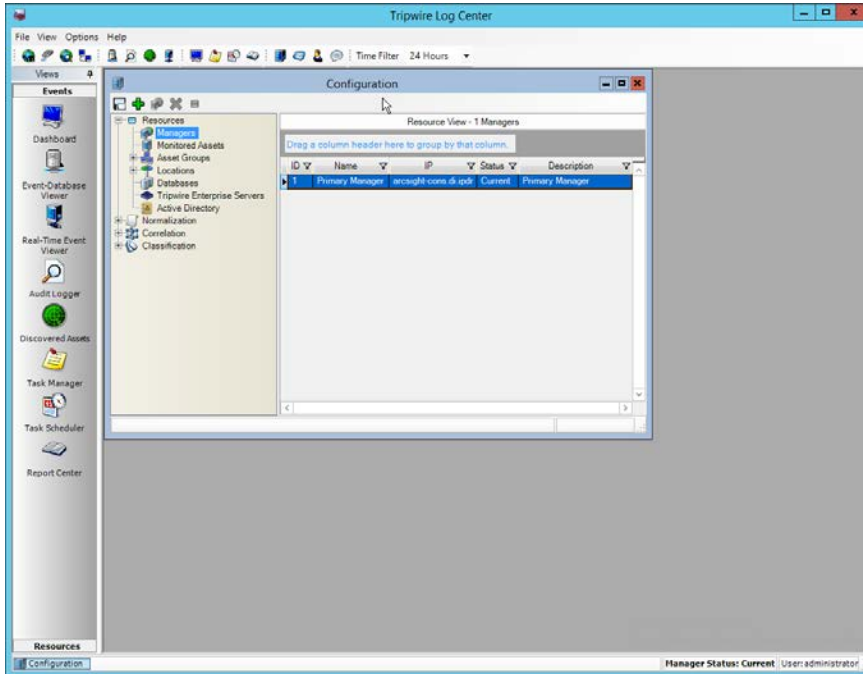 Tripwire Log Center
File View Options Help
Time Filter 24 Hours
Views
Events
Dashboard
Event-Database
Viewer
Real-Time Event
Viewer
Audit Logger
Discovered Assets
Task Manager
Task Scheduler
Report Center
Resources
Configuration
Resources
Managers
Monitored Assets
Asset Groups
Locations
Databases
Tripwire Enterprise Servers
Active Directory
Normalization
Correlation
Classification
Resource View - 1 Managers
Drag a column header here to group by that column.
ID Name IP Status Description
1 Primary Manager arcsight-cons.di.ipdr Current Primary Manager
Configuration
Manager Status: Current User: administrator